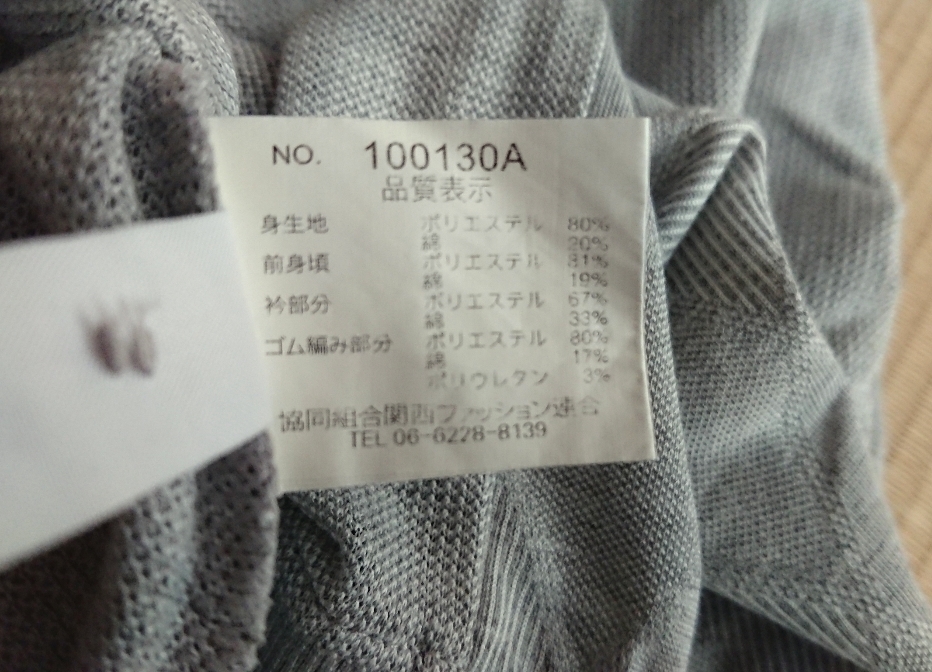 NO. 100130A
品質表示
身生地 ポリエステル 80%
綿 20%
前身頃 ポリエステル 81%
綿 19%
衿部分 ポリエステル 67%
綿 33%
ゴム編み部分 ポリエステル 80%
綿 17%
ポリウレタン 3%
協同組合関西ファッション連合
TEL 06-6228-8139